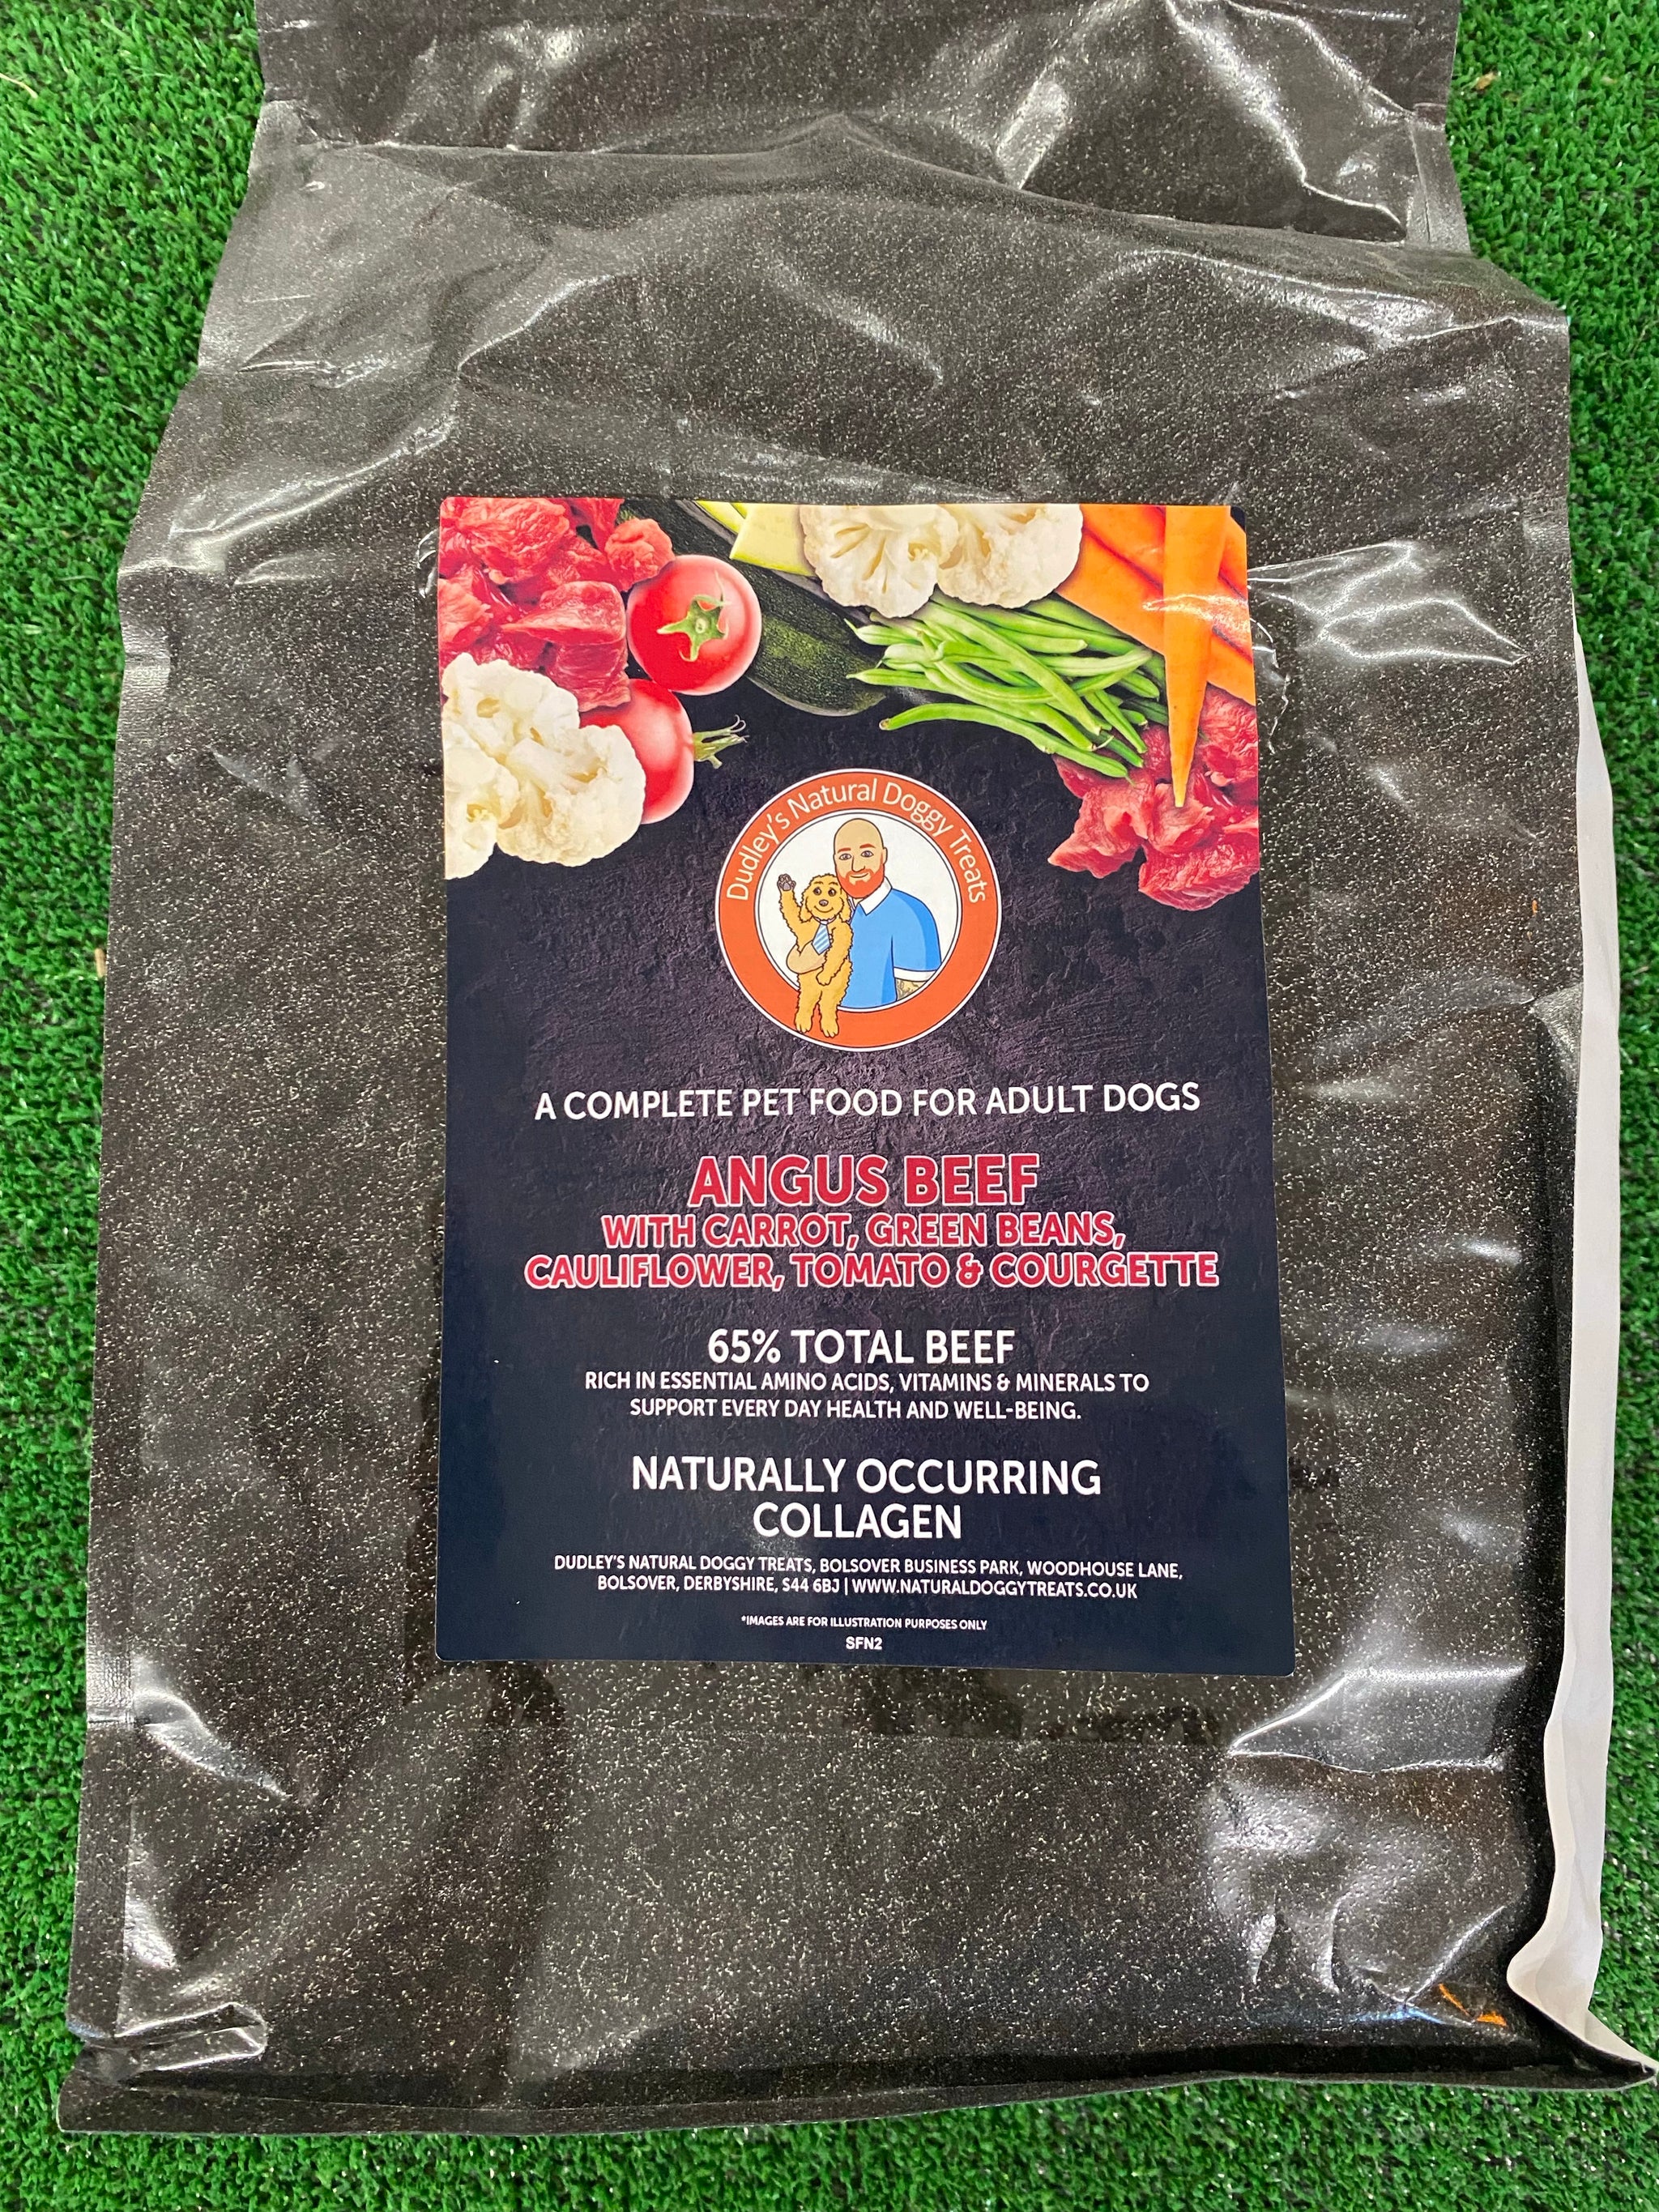 Dudley's Natural Doggy Treats
A COMPLETE PET FOOD FOR ADULT DOGS
ANGUS BEEF
WITH CARROT, GREEN BEANS,
CAULIFLOWER, TOMATO & COURGETTE
65% TOTAL BEEF
RICH IN ESSENTIAL AMINO ACIDS, VITAMINS & MINERALS TO
SUPPORT EVERY DAY HEALTH AND WELL-BEING.
NATURALLY OCCURRING
COLLAGEN
DUDLEY'S NATURAL DOGGY TREATS, BOLSOVER BUSINESS PARK, WOODHOUSE LANE,
BOLSOVER, DERBYSHIRE, S44 6BJ | WWW.NATURALDOGGYTREATS.CO.UK
*IMAGES ARE FOR ILLUSTRATION PURPOSES ONLY
SFN2